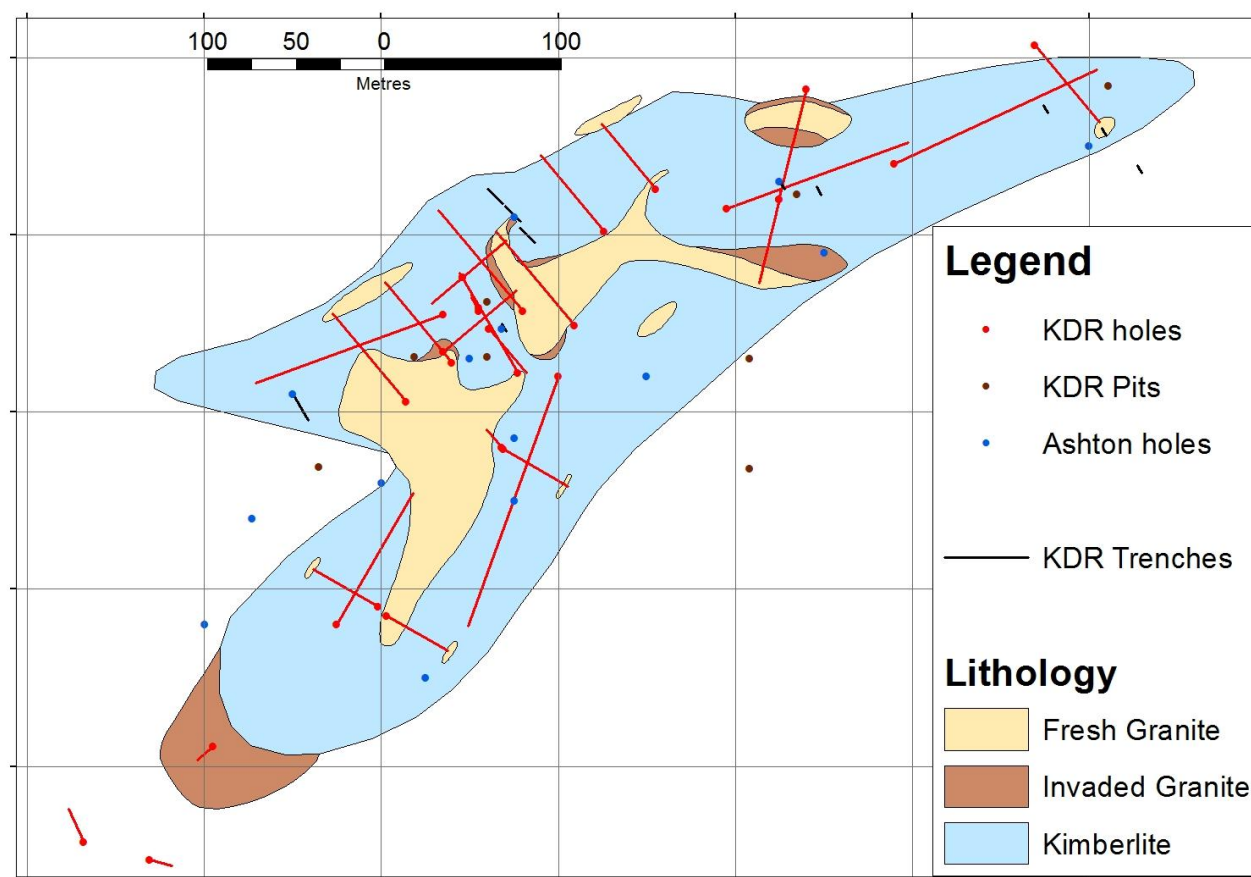 100 50 0 100
Metres
Legend
KDR holes
KDR Pits
Ashton holes
KDR Trenches
Lithology
Fresh Granite
Invaded Granite
Kimberlite